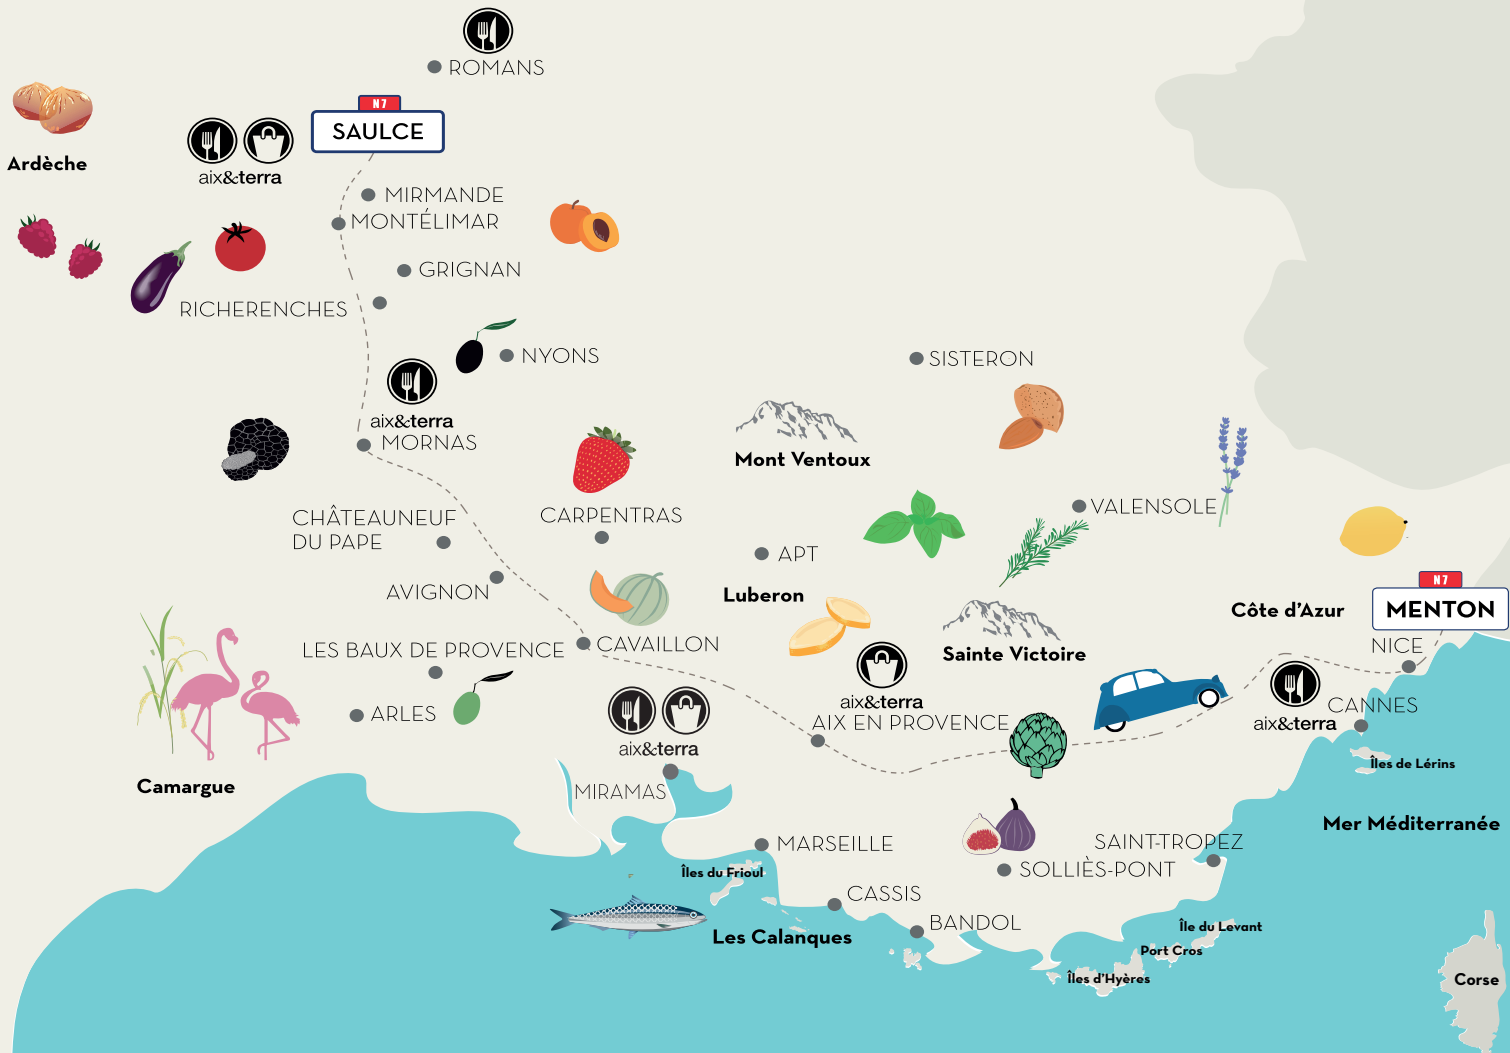 ROMANS
N7
SAULCE
Ardèche
aix&terra
MIRMANDE
MONTÉLIMAR
GRIGNAN
RICHERENCHES
NYONS
SISTERON
aix&terra
MORNAS
Mont Ventoux
VALENSOLE
CHÂTEAUNEUF
DU PAPE
CARPENTRAS
APT
AVIGNON
Luberon
N7
MENTON
Côte d'Azur
LES BAUX DE PROVENCE
CAVAILLON
Sainte Victoire
NICE
aix&terra
ARLES
AIX EN PROVENCE
CANNES
aix&terra
aix&terra
Îles de Lérins
Camargue
MIRAMAS
Mer Méditerranée
MARSEILLE
SAINT-TROPEZ
Îles du Frioul
SOLLIÈS-PONT
CASSIS
BANDOL
Les Calanques
Île du Levant
Port Cros
Îles d'Hyères
Corse